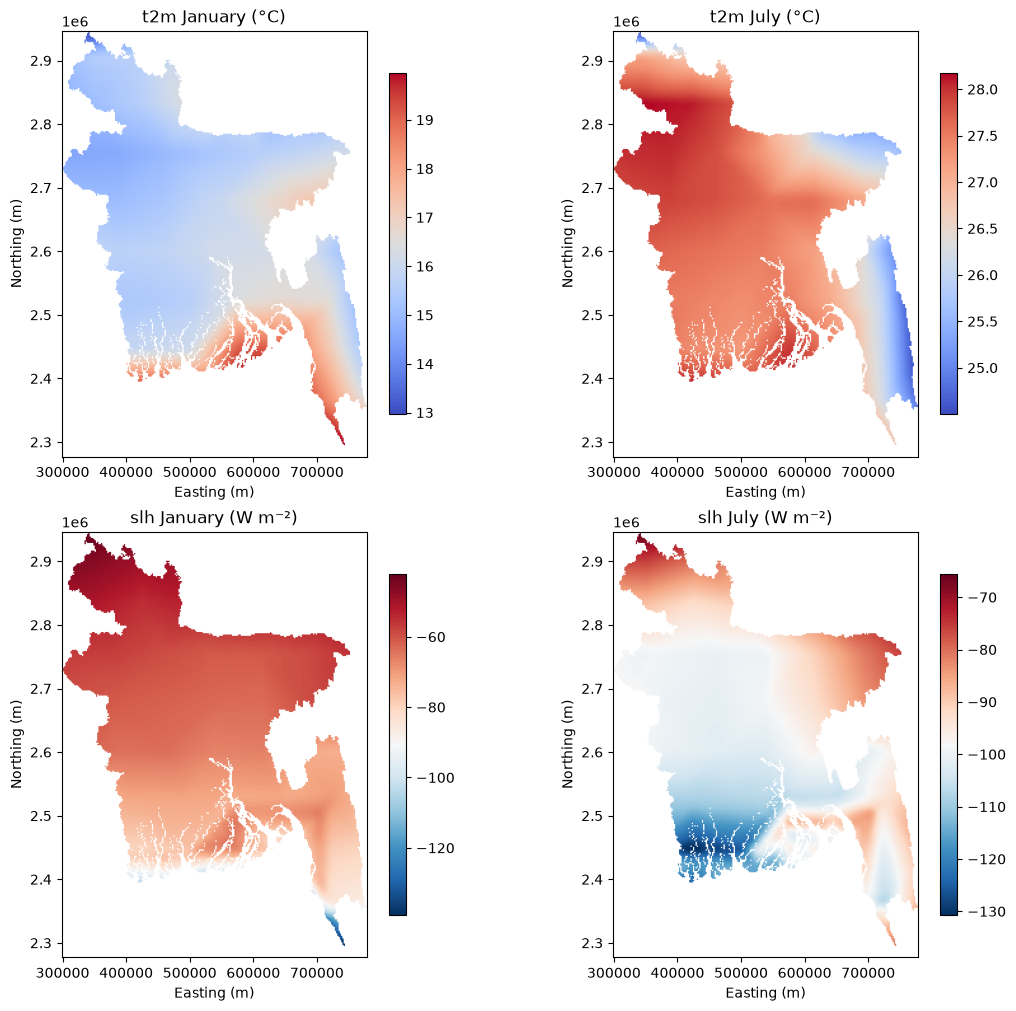 t2m January (°C)
1e6
2.9
2.8
2.7
2.6
2.5
2.4
2.3
Northing (m)
300000 400000 500000 600000 700000
Easting (m)
19
18
17
16
15
14
13
t2m July (°C)
1e6
2.9
2.8
2.7
2.6
2.5
2.4
2.3
Northing (m)
300000 400000 500000 600000 700000
Easting (m)
28.0
27.5
27.0
26.5
26.0
25.5
25.0
slh January (W m⁻²)
1e6
2.9
2.8
2.7
2.6
2.5
2.4
2.3
Northing (m)
300000 400000 500000 600000 700000
Easting (m)
−60
−80
−100
−120
slh July (W m⁻²)
1e6
2.9
2.8
2.7
2.6
2.5
2.4
2.3
Northing (m)
300000 400000 500000 600000 700000
Easting (m)
−70
−80
−90
−100
−110
−120
−130